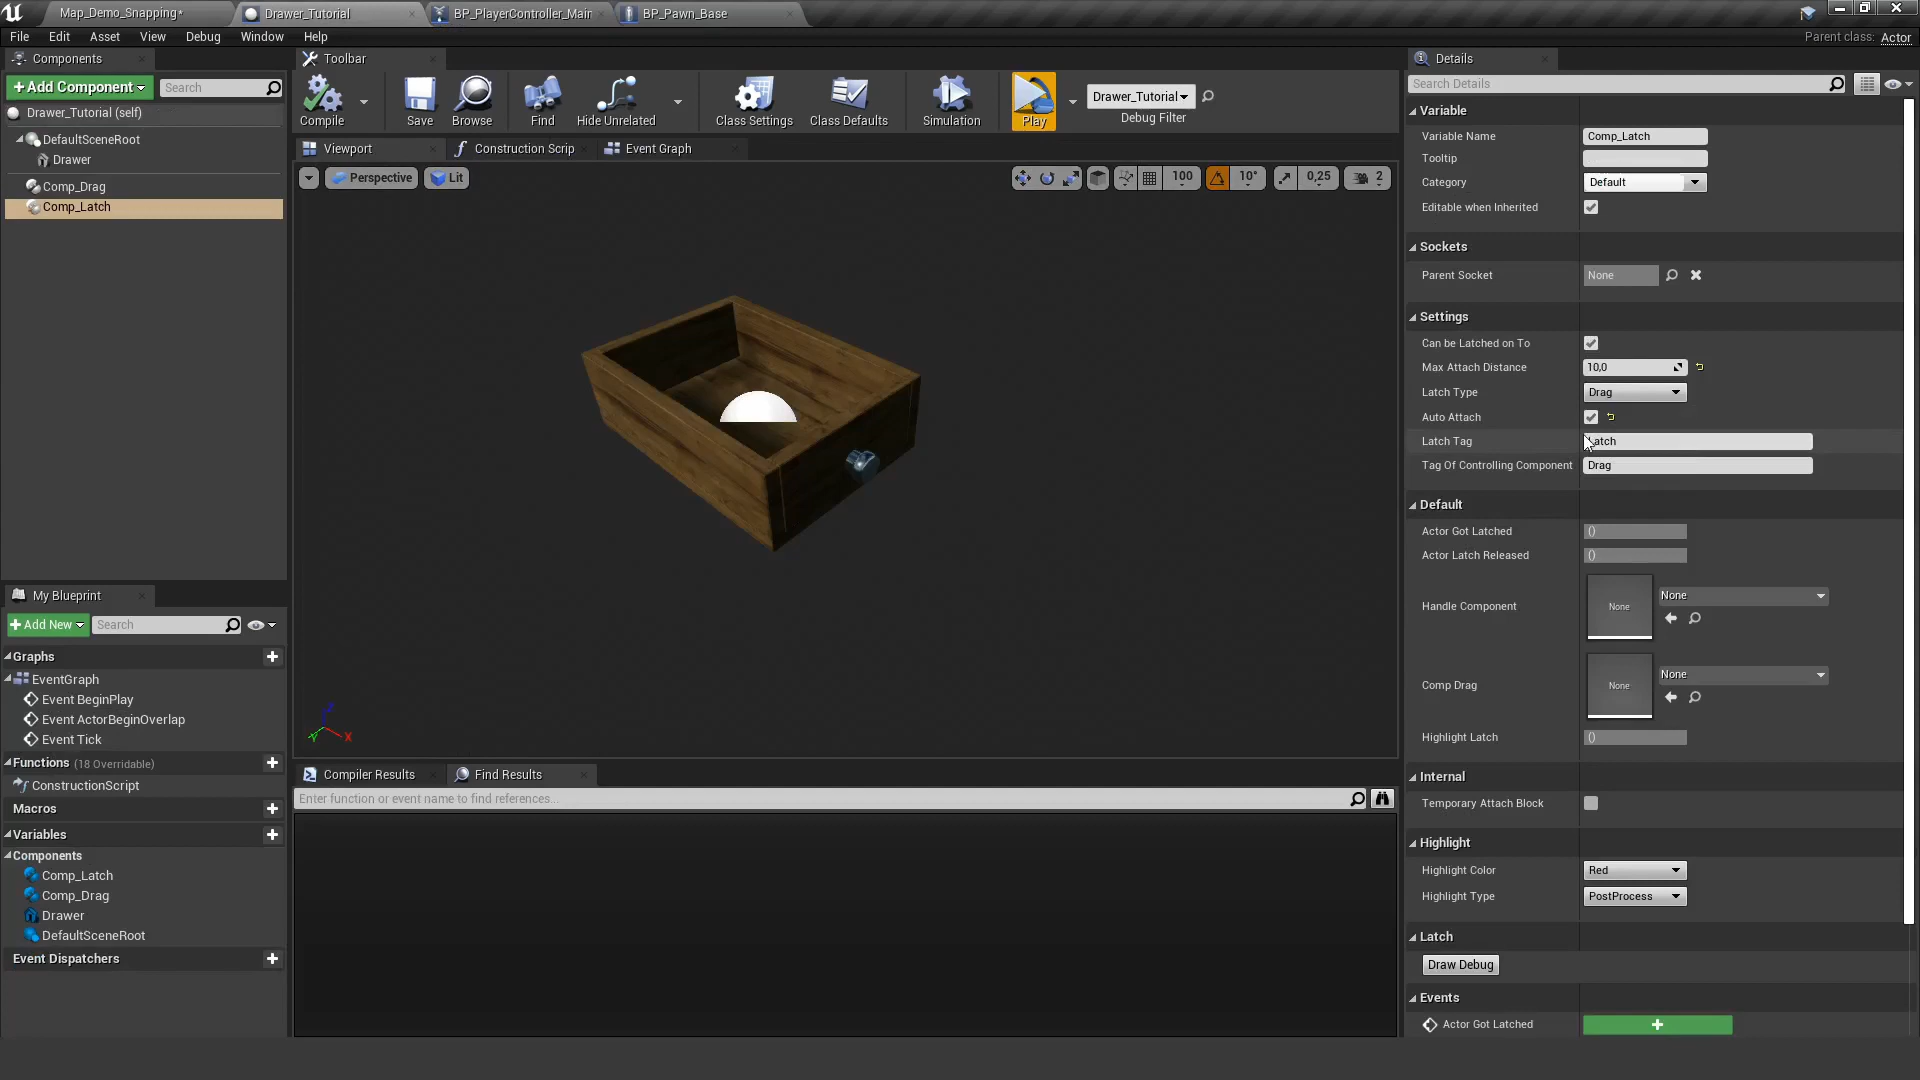 Map_Demo_Snapping*
Drawer_Tutorial
BP_PlayerController_Main
BP_Pawn_Base
File Edit Asset View Debug Window Help
Parent class: Actor
Components
Toolbar
Details
+Add Component
Search
Compile
Save
Browse
Find
Hide Unrelated
Class Settings
Class Defaults
Simulation
Play
Drawer_Tutorial
Debug Filter
Search Details
Drawer_Tutorial (self)
DefaultSceneRoot
Drawer
Comp_Drag
Comp_Latch
Viewport
Construction Scrip
Event Graph
Perspective
Lit
100
10°
0,25
2
Variable
Variable Name
Comp_Latch
Tooltip
Category
Default
Editable when Inherited
Sockets
Parent Socket
None
Settings
Can be Latched on To
Max Attach Distance
10,0
Latch Type
Drag
Auto Attach
Latch Tag
atch
Tag Of Controlling Component
Drag
Default
Actor Got Latched
()
Actor Latch Released
()
Handle Component
None
None
Comp Drag
None
None
Highlight Latch
()
Internal
Temporary Attach Block
Highlight
Highlight Color
Red
Highlight Type
PostProcess
Latch
Draw Debug
Events
Actor Got Latched
+
My Blueprint
+Add New
Search
Graphs
EventGraph
Event BeginPlay
Event ActorBeginOverlap
Event Tick
Functions (18 Overridable)
ConstructionScript
Macros
Variables
Components
Comp_Latch
Comp_Drag
Drawer
DefaultSceneRoot
Event Dispatchers
Z
Y
X
Compiler Results
Find Results
Enter function or event name to find references...